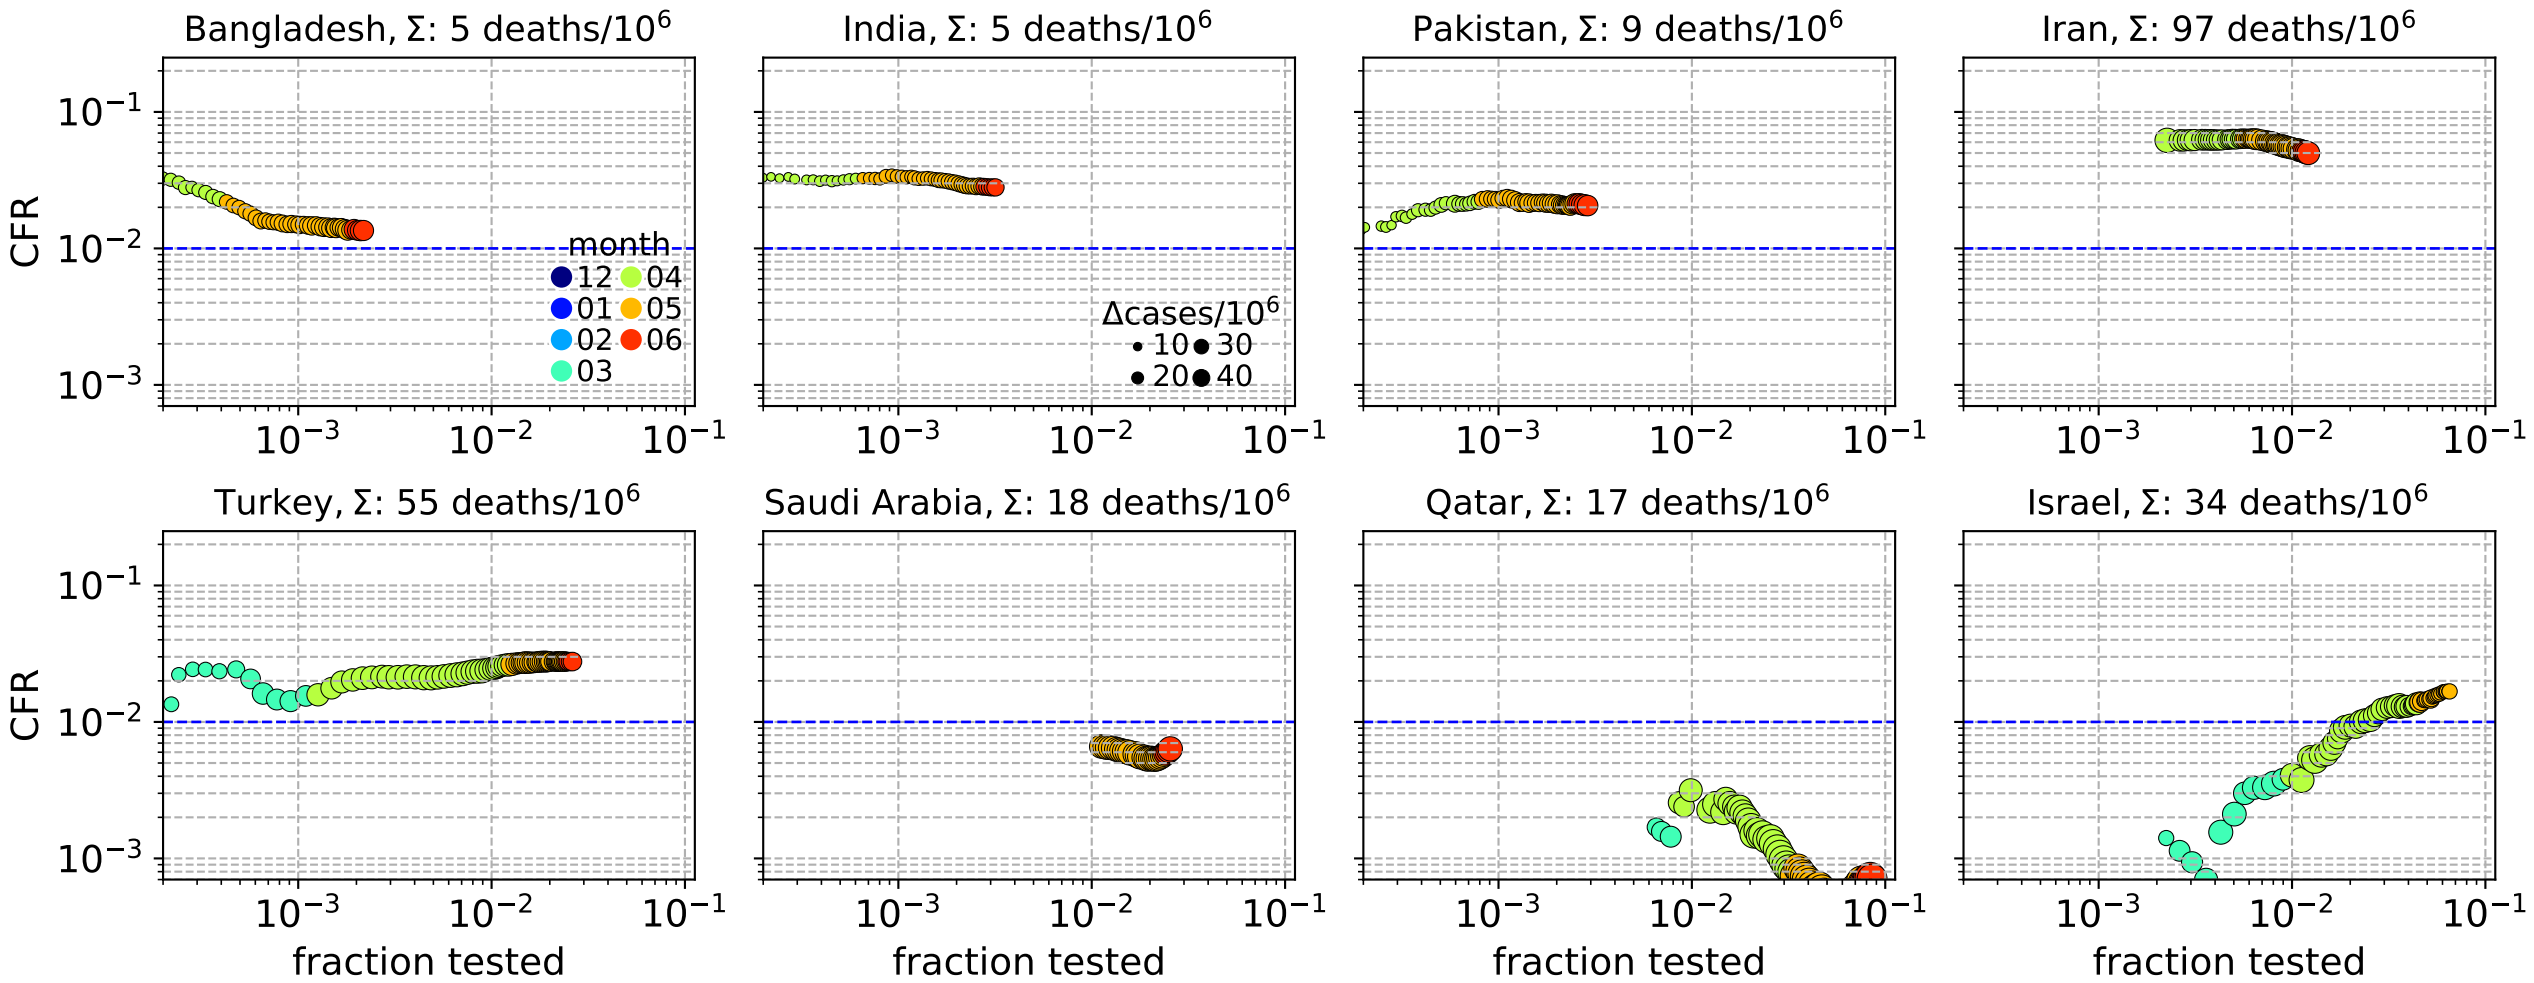 Bangladesh, Σ: 5 deaths/10⁶
India, Σ: 5 deaths/10⁶
Pakistan, Σ: 9 deaths/10⁶
Iran, Σ: 97 deaths/10⁶
CFR
10⁻¹
10⁻²
10⁻³
month
12 04
01 05
02 06
03
Δcases/10⁶
10 30
20 40
10⁻³ 10⁻² 10⁻¹
10⁻³ 10⁻² 10⁻¹
10⁻³ 10⁻² 10⁻¹
10⁻³ 10⁻² 10⁻¹
Turkey, Σ: 55 deaths/10⁶
Saudi Arabia, Σ: 18 deaths/10⁶
Qatar, Σ: 17 deaths/10⁶
Israel, Σ: 34 deaths/10⁶
CFR
10⁻¹
10⁻²
10⁻³
10⁻³ 10⁻² 10⁻¹
10⁻³ 10⁻² 10⁻¹
10⁻³ 10⁻² 10⁻¹
10⁻³ 10⁻² 10⁻¹
fraction tested
fraction tested
fraction tested
fraction tested